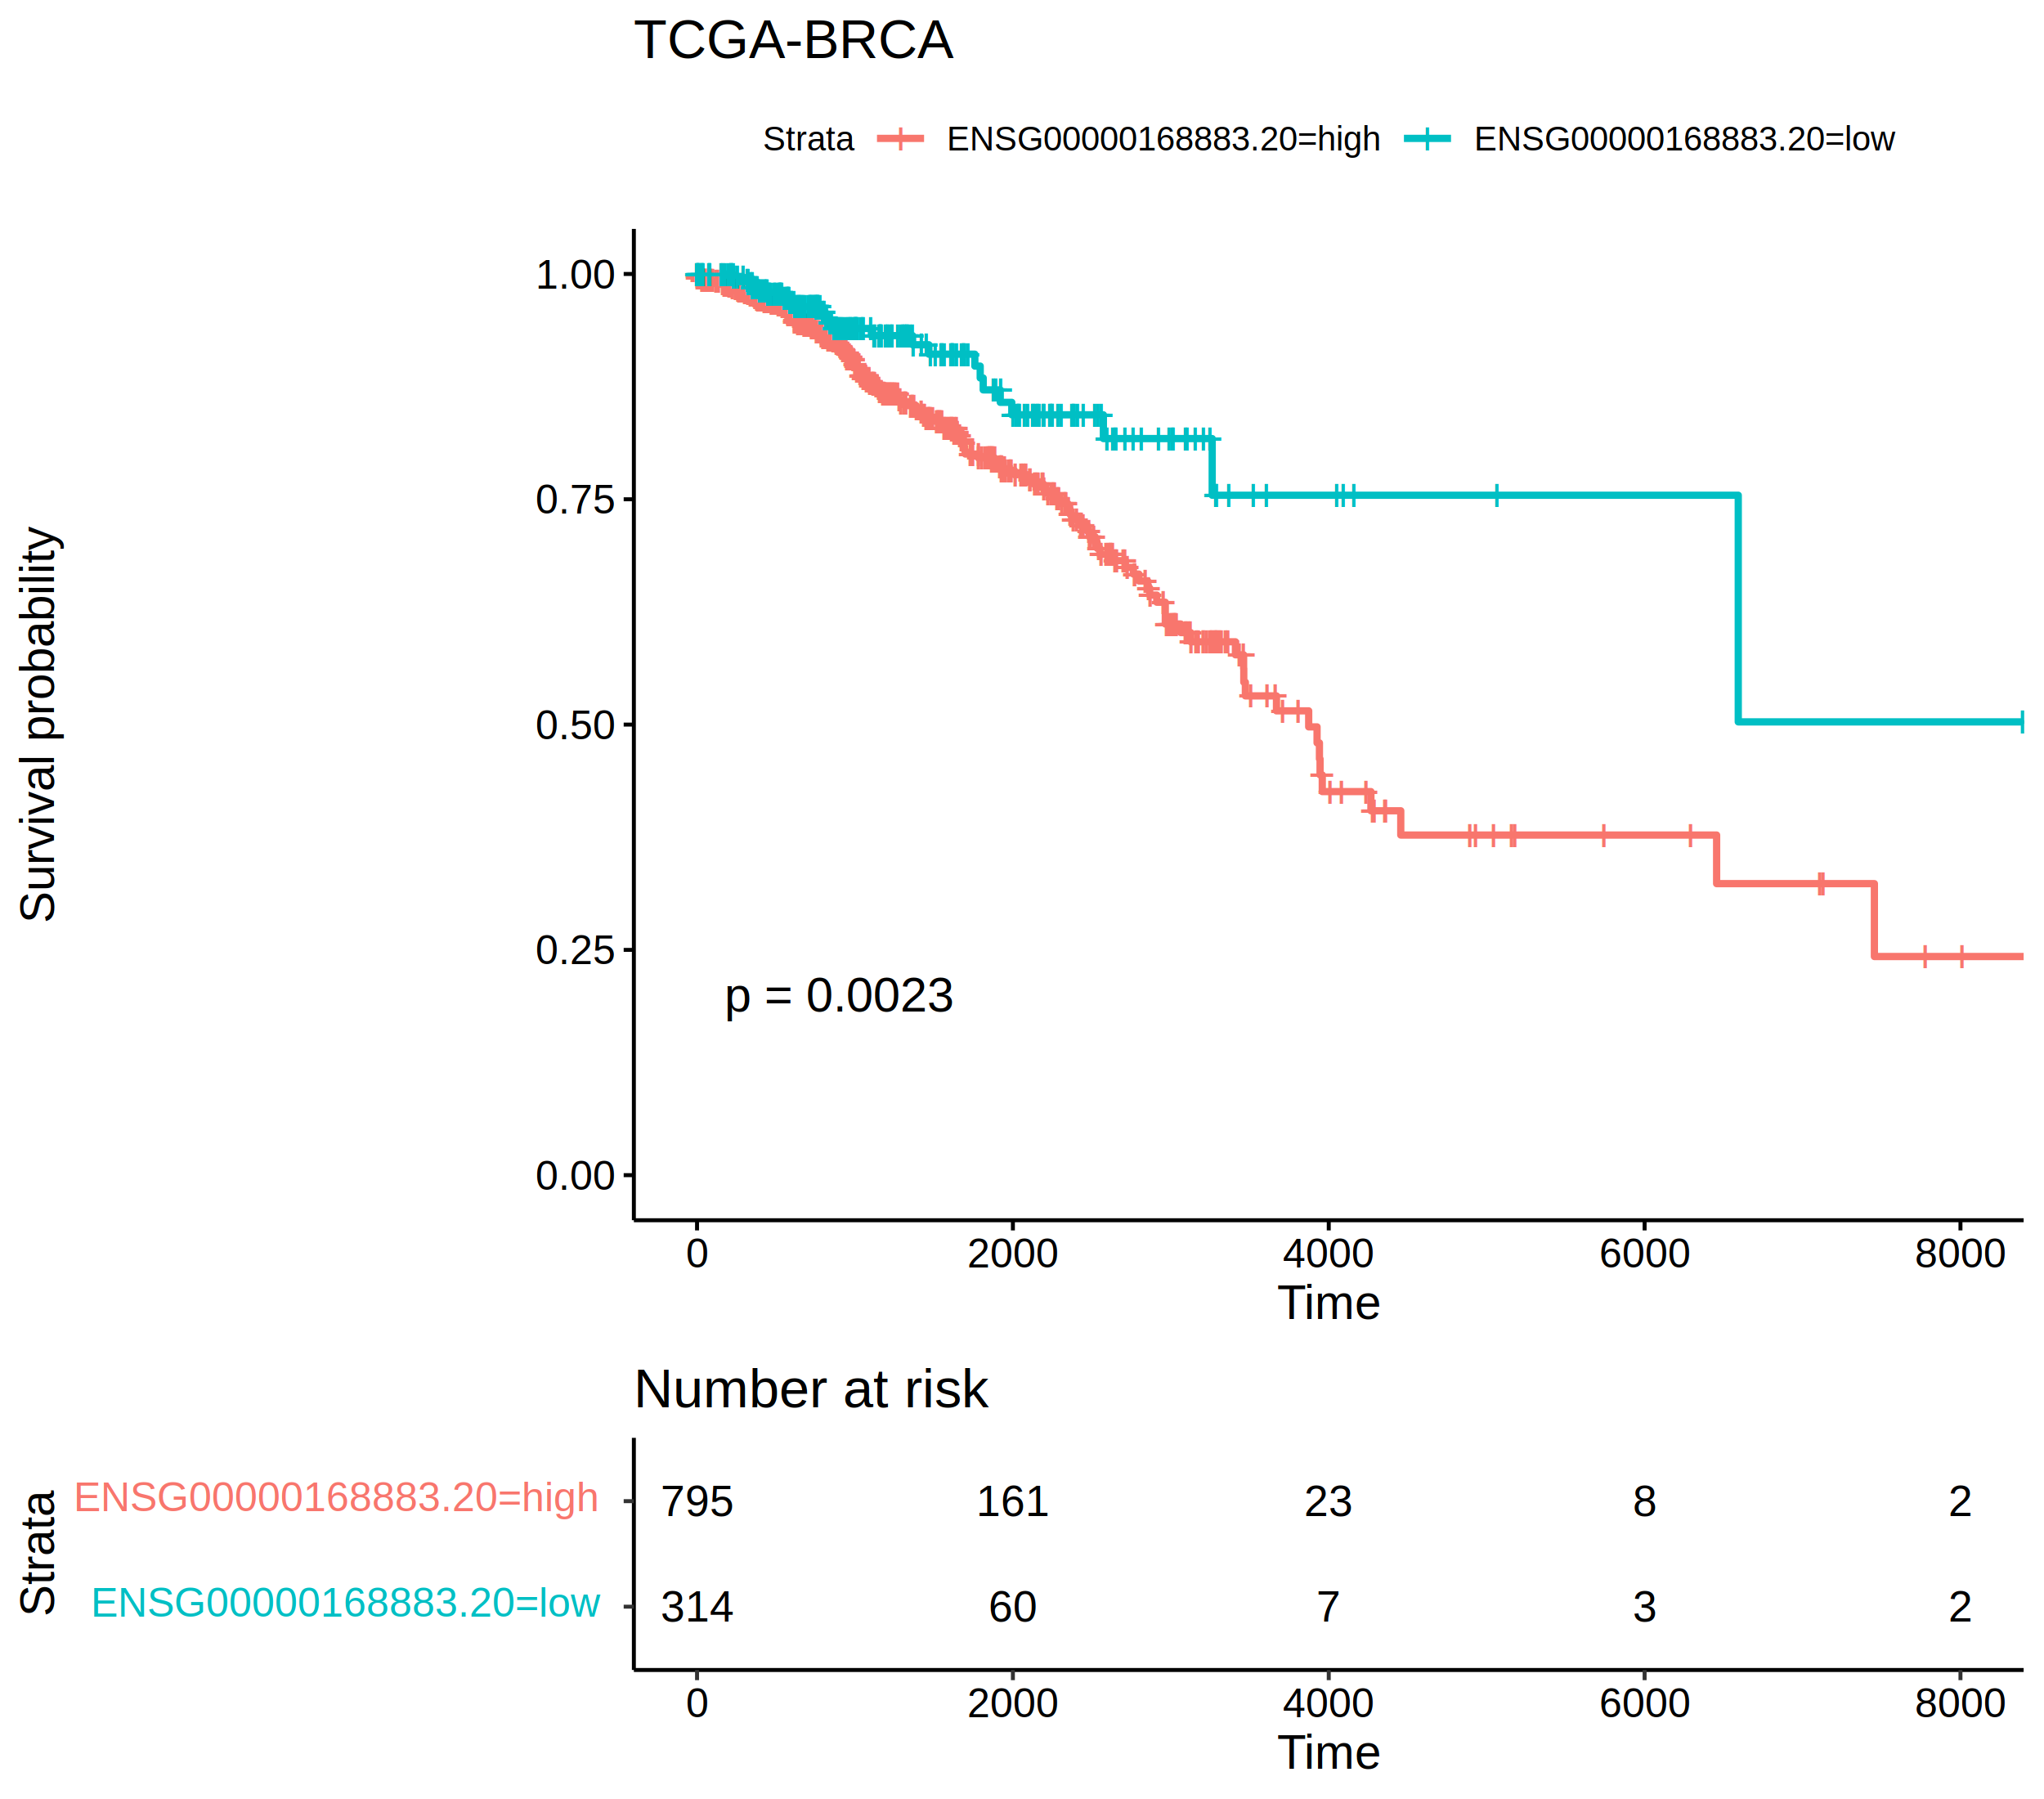 TCGA-BRCA
Strata ENSG00000168883.20=high ENSG00000168883.20=low
Survival probability
1.00
0.75
0.50
0.25
0.00
p = 0.0023
0 2000 4000 6000 8000
Time
Number at risk
Strata
ENSG00000168883.20=high 795 161 23 8 2
ENSG00000168883.20=low 314 60 7 3 2
0 2000 4000 6000 8000
Time